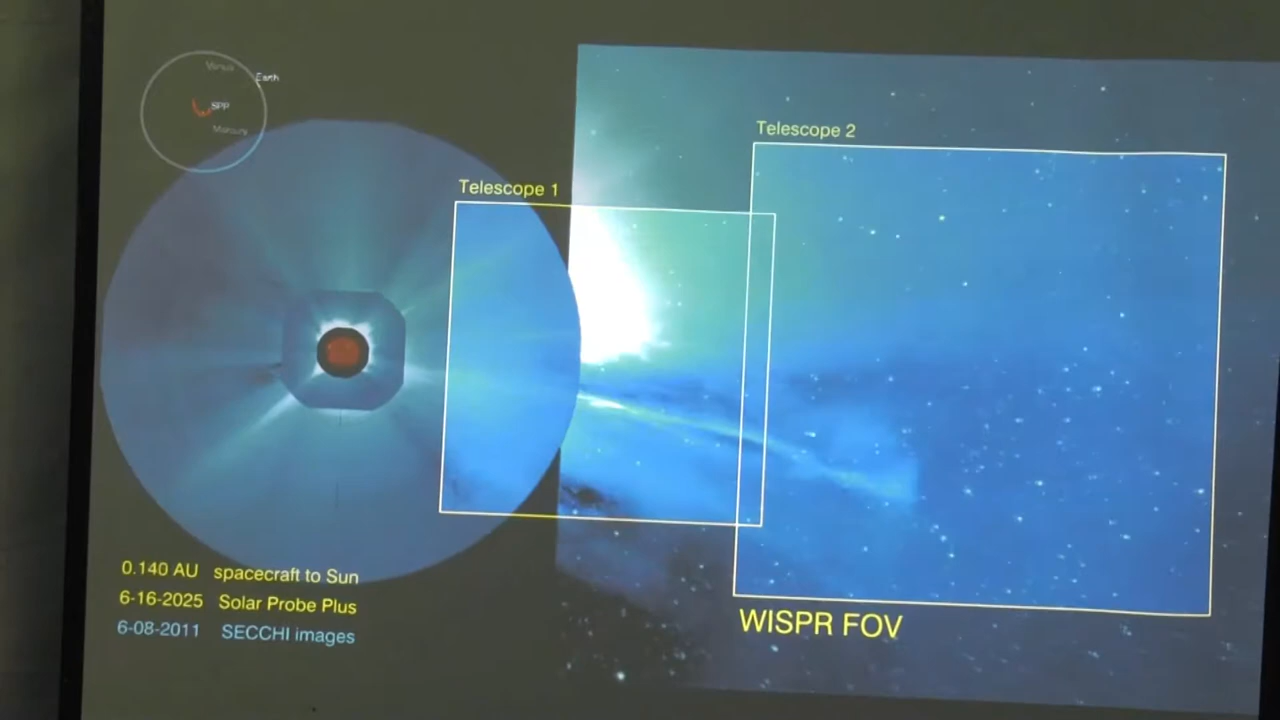 Venus
Earth
SPP
Mercury
Telescope 1
Telescope 2
0.140 AU spacecraft to Sun
6-16-2025 Solar Probe Plus
6-08-2011 SECCHI images
WISPR FOV